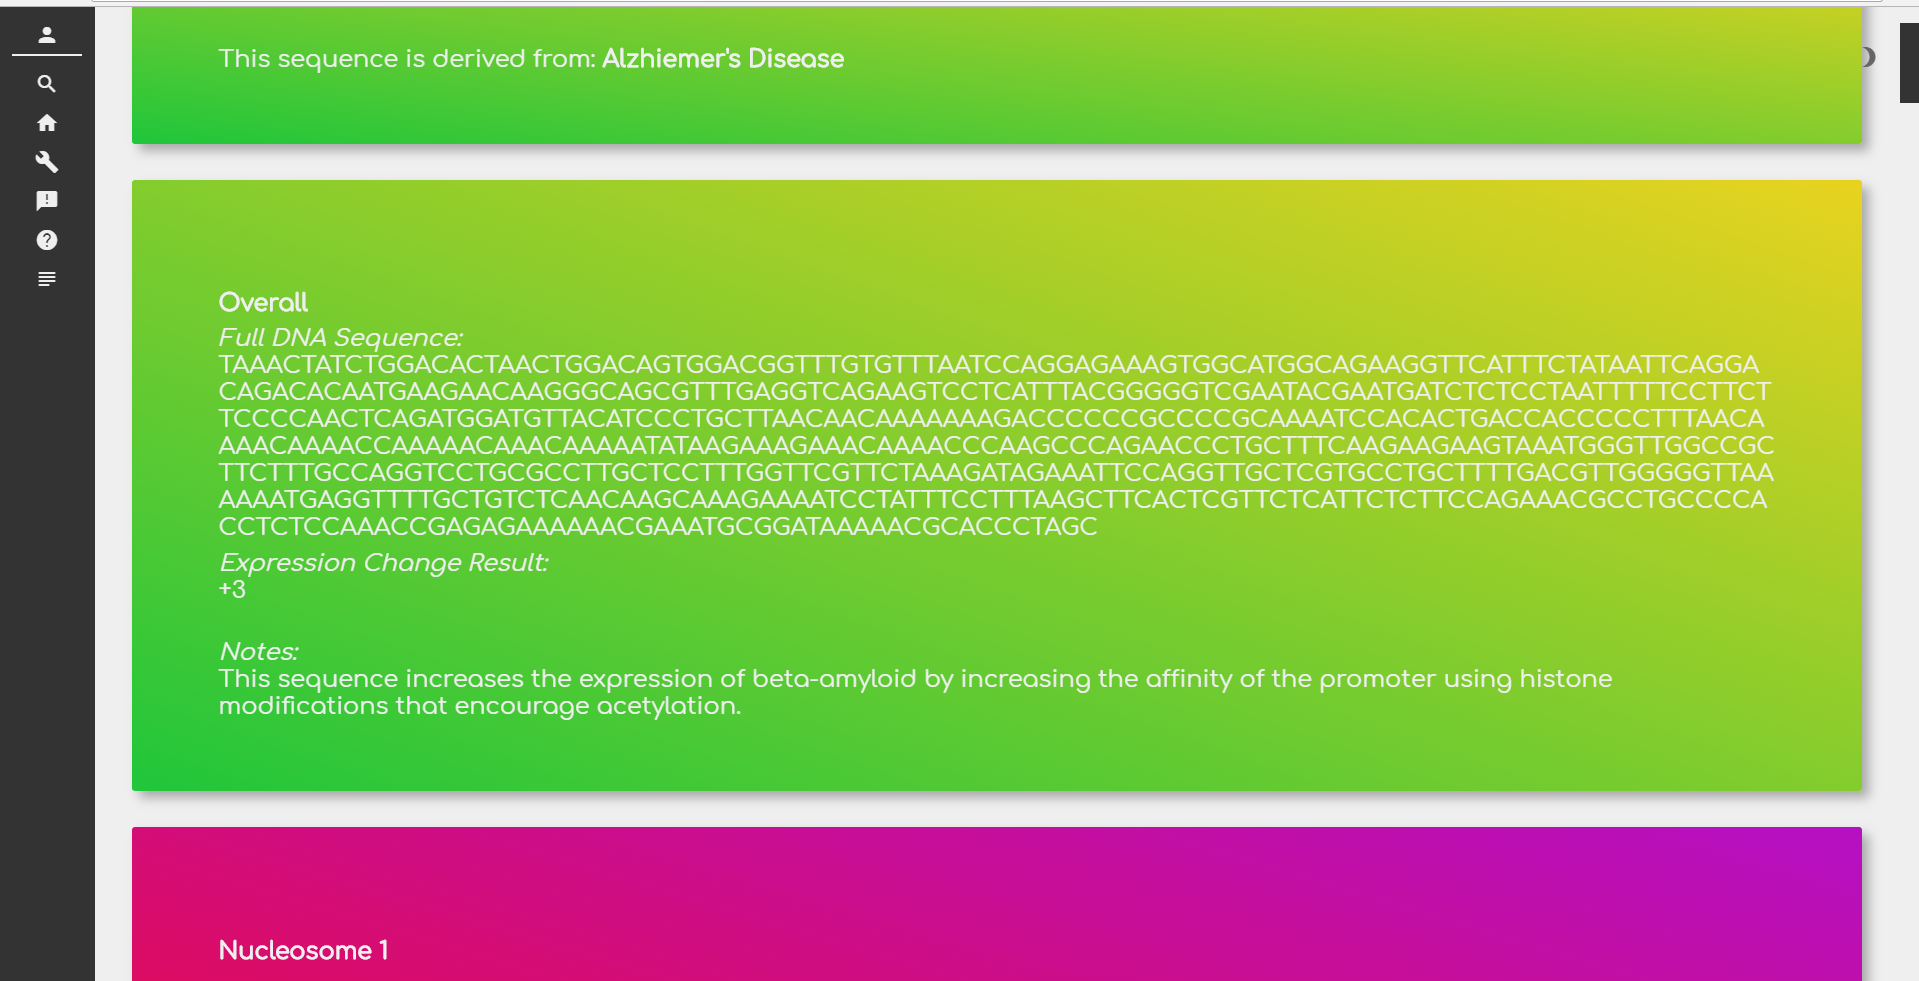 This sequence is derived from: Alzhiemer's Disease
Overall
Full DNA Sequence:
TAAACTATCTGGACACTAACTGGACAGTGGACGGTTTGTGTTTAATCCAGGAGAAAGTGGCATGGCAGAAGGTTCATTTCTATAATTCAGGA
CAGACACAATGAAGAACAAGGGCAGCGTTTGAGGTCAGAAGTCCTCATTTACGGGGGTCGAATACGAATGATCTCTCCTAATTTTTCCTTCT
TCCCCAACTCAGATGGATGTTACATCCCTGCTTAACAACAAAAAAAGACCCCCCGCCCCGCAAAATCCACACTGACCACCCCCTTTAACA
AAACAAAACCAAAAACAAACAAAAATATAAGAAAGAAACAAAACCCAAGCCCAGAACCCTGCTTTCAAGAAGAAGTAAATGGGTTGGCCGC
TTCTTTGCCAGGTCCTGCGCCTTGCTCCTTTGGTTCGTTCTAAAGATAGAAATTCCAGGTTGCTCGTGCCTGCTTTTGACGTTGGGGGTTAA
AAAATGAGGTTTTGCTGTCTCAACAAGCAAAGAAAATCCTATTTCCTTTAAGCTTCACTCGTTCTCATTCTCTTCCAGAAACGCCTGCCCCA
CCTCTCCAAACCGAGAGAAAAAACGAAATGCGGATAAAAACGCACCCTAGC
Expression Change Result:
+3
Notes:
This sequence increases the expression of beta-amyloid by increasing the affinity of the promoter using histone
modifications that encourage acetylation.
Nucleosome 1